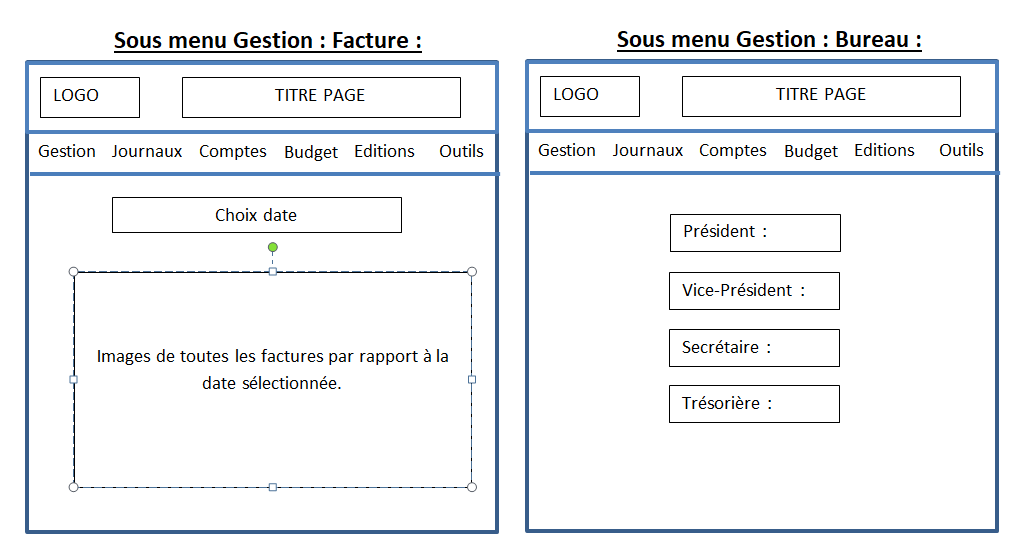 Sous menu Gestion : Facture :
LOGO
TITRE PAGE
Gestion Journaux Comptes Budget Editions Outils
Choix date
Images de toutes les factures par rapport à la
date sélectionnée.
Sous menu Gestion : Bureau :
LOGO
TITRE PAGE
Gestion Journaux Comptes Budget Editions Outils
Président :
Vice-Président :
Secrétaire :
Trésorière :